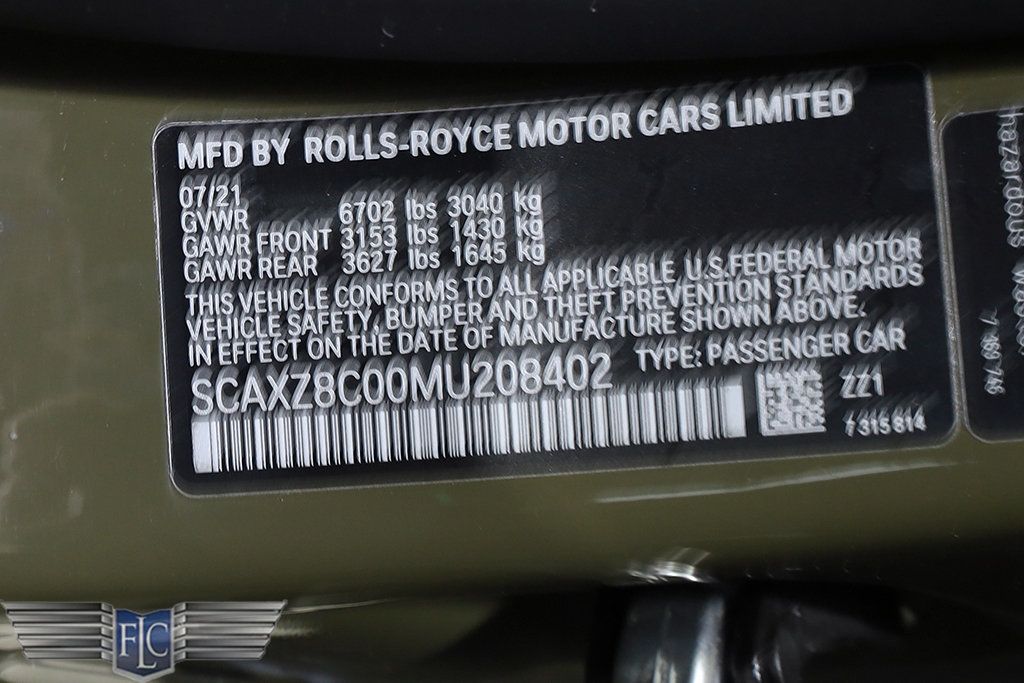 MFD BY ROLLS-ROYCE MOTOR CARS LIMITED
07/21
GVWR 6702 lbs 3040 kg
GAWR FRONT 3153 lbs 1430 kg
GAWR REAR 3627 lbs 1645 kg
THIS VEHICLE CONFORMS TO ALL APPLICABLE U.S.FEDERAL MOTOR
VEHICLE SAFETY, BUMPER AND THEFT PREVENTION STANDARDS
IN EFFECT ON THE DATE OF MANUFACTURE SHOWN ABOVE.
SCAXZ8C00MU208402 TYPE: PASSENGER CAR
ZZ1
7315814
hazardous
FLC